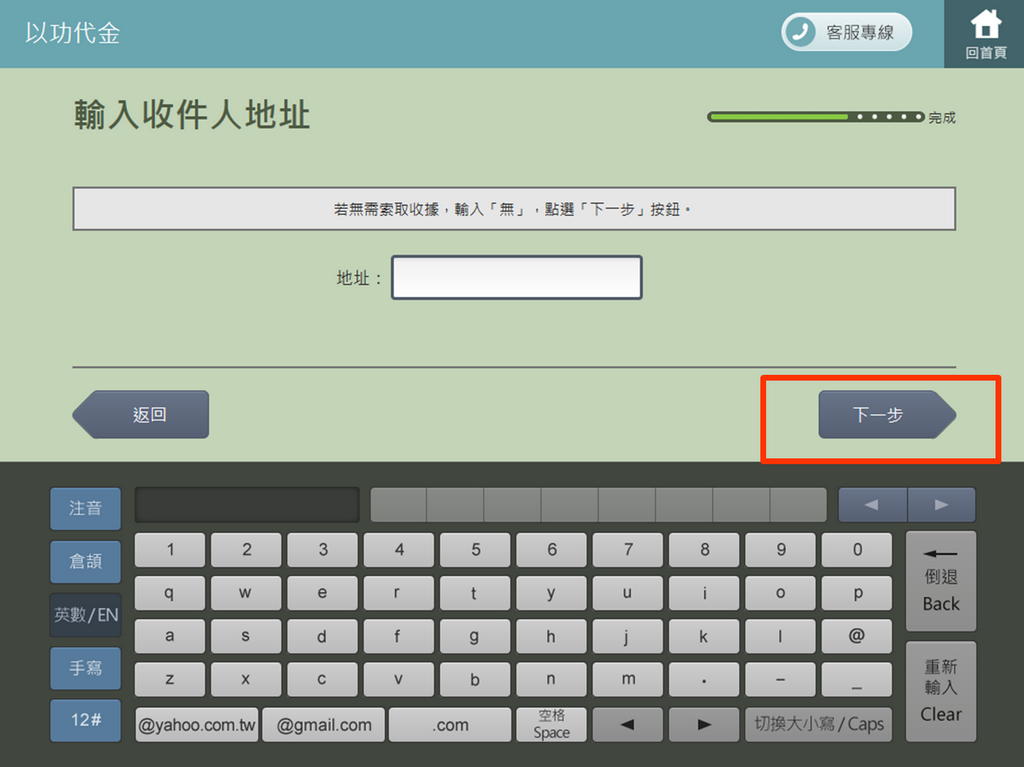 以功代金
客服專線
回首頁
輸入收件人地址
完成
若無需索取收據，輸入「無」，點選「下一步」按鈕。
地址：
返回
下一步
注音
◀ ▶
1 2 3 4 5 6 7 8 9 0
倉頡
q w e r t y u i o p
倒退
Back
英數/EN
a s d f g h j k l @
手寫
z x c v b n m . – _
重新
輸入
Clear
12#
@yahoo.com.tw @gmail.com .com
空格
Space
◀ ▶
切換大小寫/Caps